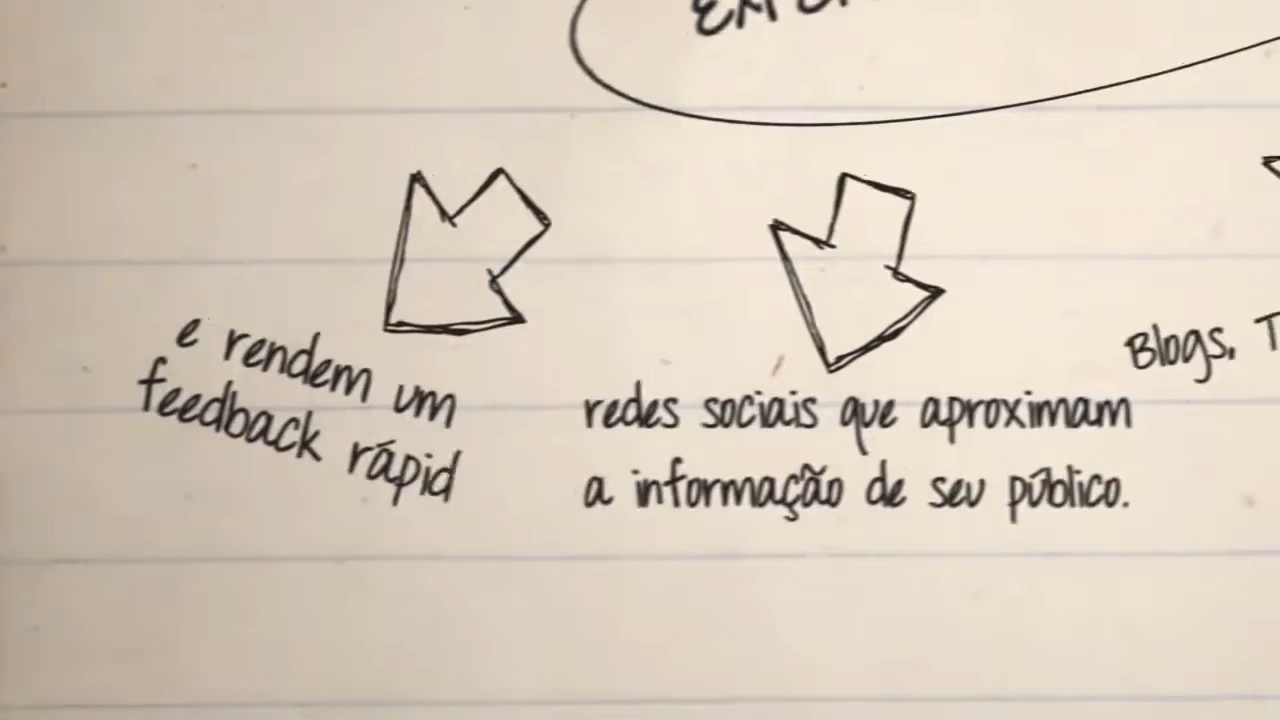 e rendem um
feedback rápid
redes sociais que aproximam
a informação de seu público.
Blogs,